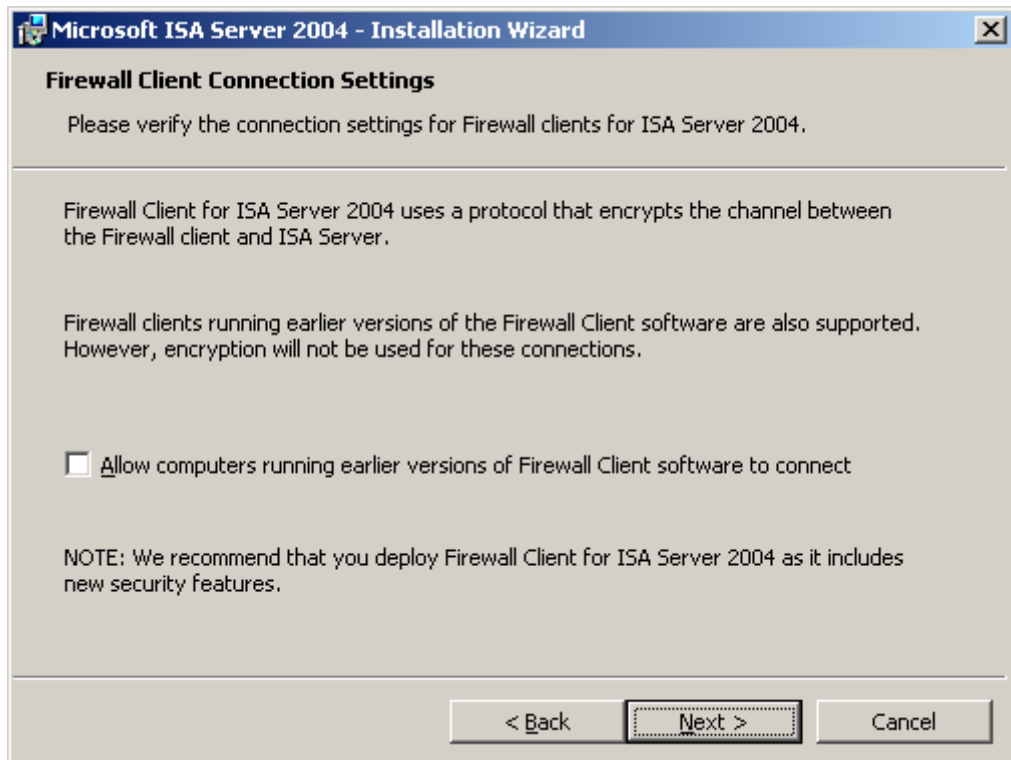 Microsoft ISA Server 2004 - Installation Wizard
Firewall Client Connection Settings
Please verify the connection settings for Firewall clients for ISA Server 2004.
Firewall Client for ISA Server 2004 uses a protocol that encrypts the channel between
the Firewall client and ISA Server.
Firewall clients running earlier versions of the Firewall Client software are also supported.
However, encryption will not be used for these connections.
Allow computers running earlier versions of Firewall Client software to connect
NOTE: We recommend that you deploy Firewall Client for ISA Server 2004 as it includes
new security features.
< Back Next > Cancel